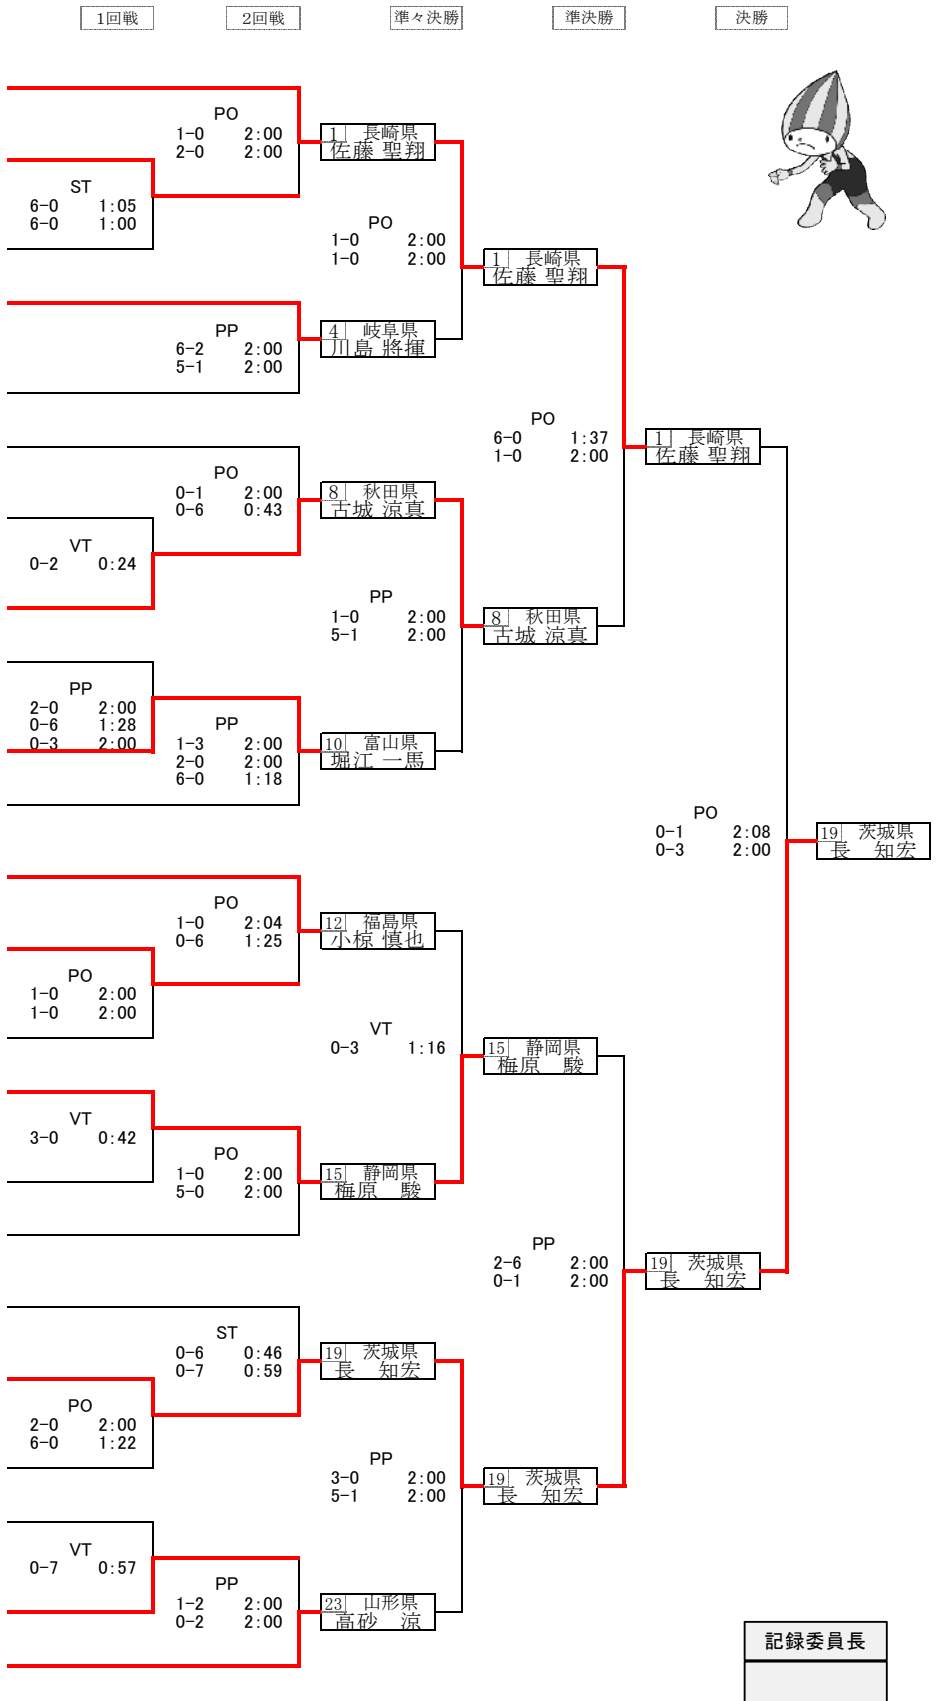 1回戦 2回戦 準々決勝 準決勝 決勝
PO
1-0 2:00
2-0 2:00
1 長崎県
佐藤 聖翔
ST
6-0 1:05
6-0 1:00
PO
1-0 2:00
1-0 2:00
1 長崎県
佐藤 聖翔
PP
6-2 2:00
5-1 2:00
4 岐阜県
川島 將揮
PO
6-0 1:37
1-0 2:00
1 長崎県
佐藤 聖翔
PO
0-1 2:00
0-6 0:43
8 秋田県
古城 涼真
VT
0-2 0:24
PP
1-0 2:00
5-1 2:00
8 秋田県
古城 涼真
PP
2-0 2:00
0-6 1:28
0-3 2:00
PP
1-3 2:00
2-0 2:00
6-0 1:18
10 富山県
堀江 一馬
PO
0-1 2:08
0-3 2:00
19 茨城県
長 知宏
PO
1-0 2:04
0-6 1:25
12 福島県
小椋 慎也
PO
1-0 2:00
1-0 2:00
VT
0-3 1:16
15 静岡県
梅原 駿
VT
3-0 0:42
PO
1-0 2:00
5-0 2:00
15 静岡県
梅原 駿
PP
2-6 2:00
0-1 2:00
19 茨城県
長 知宏
ST
0-6 0:46
0-7 0:59
19 茨城県
長 知宏
PO
2-0 2:00
6-0 1:22
PP
3-0 2:00
5-1 2:00
19 茨城県
長 知宏
VT
0-7 0:57
PP
1-2 2:00
0-2 2:00
23 山形県
高砂 涼
記録委員長